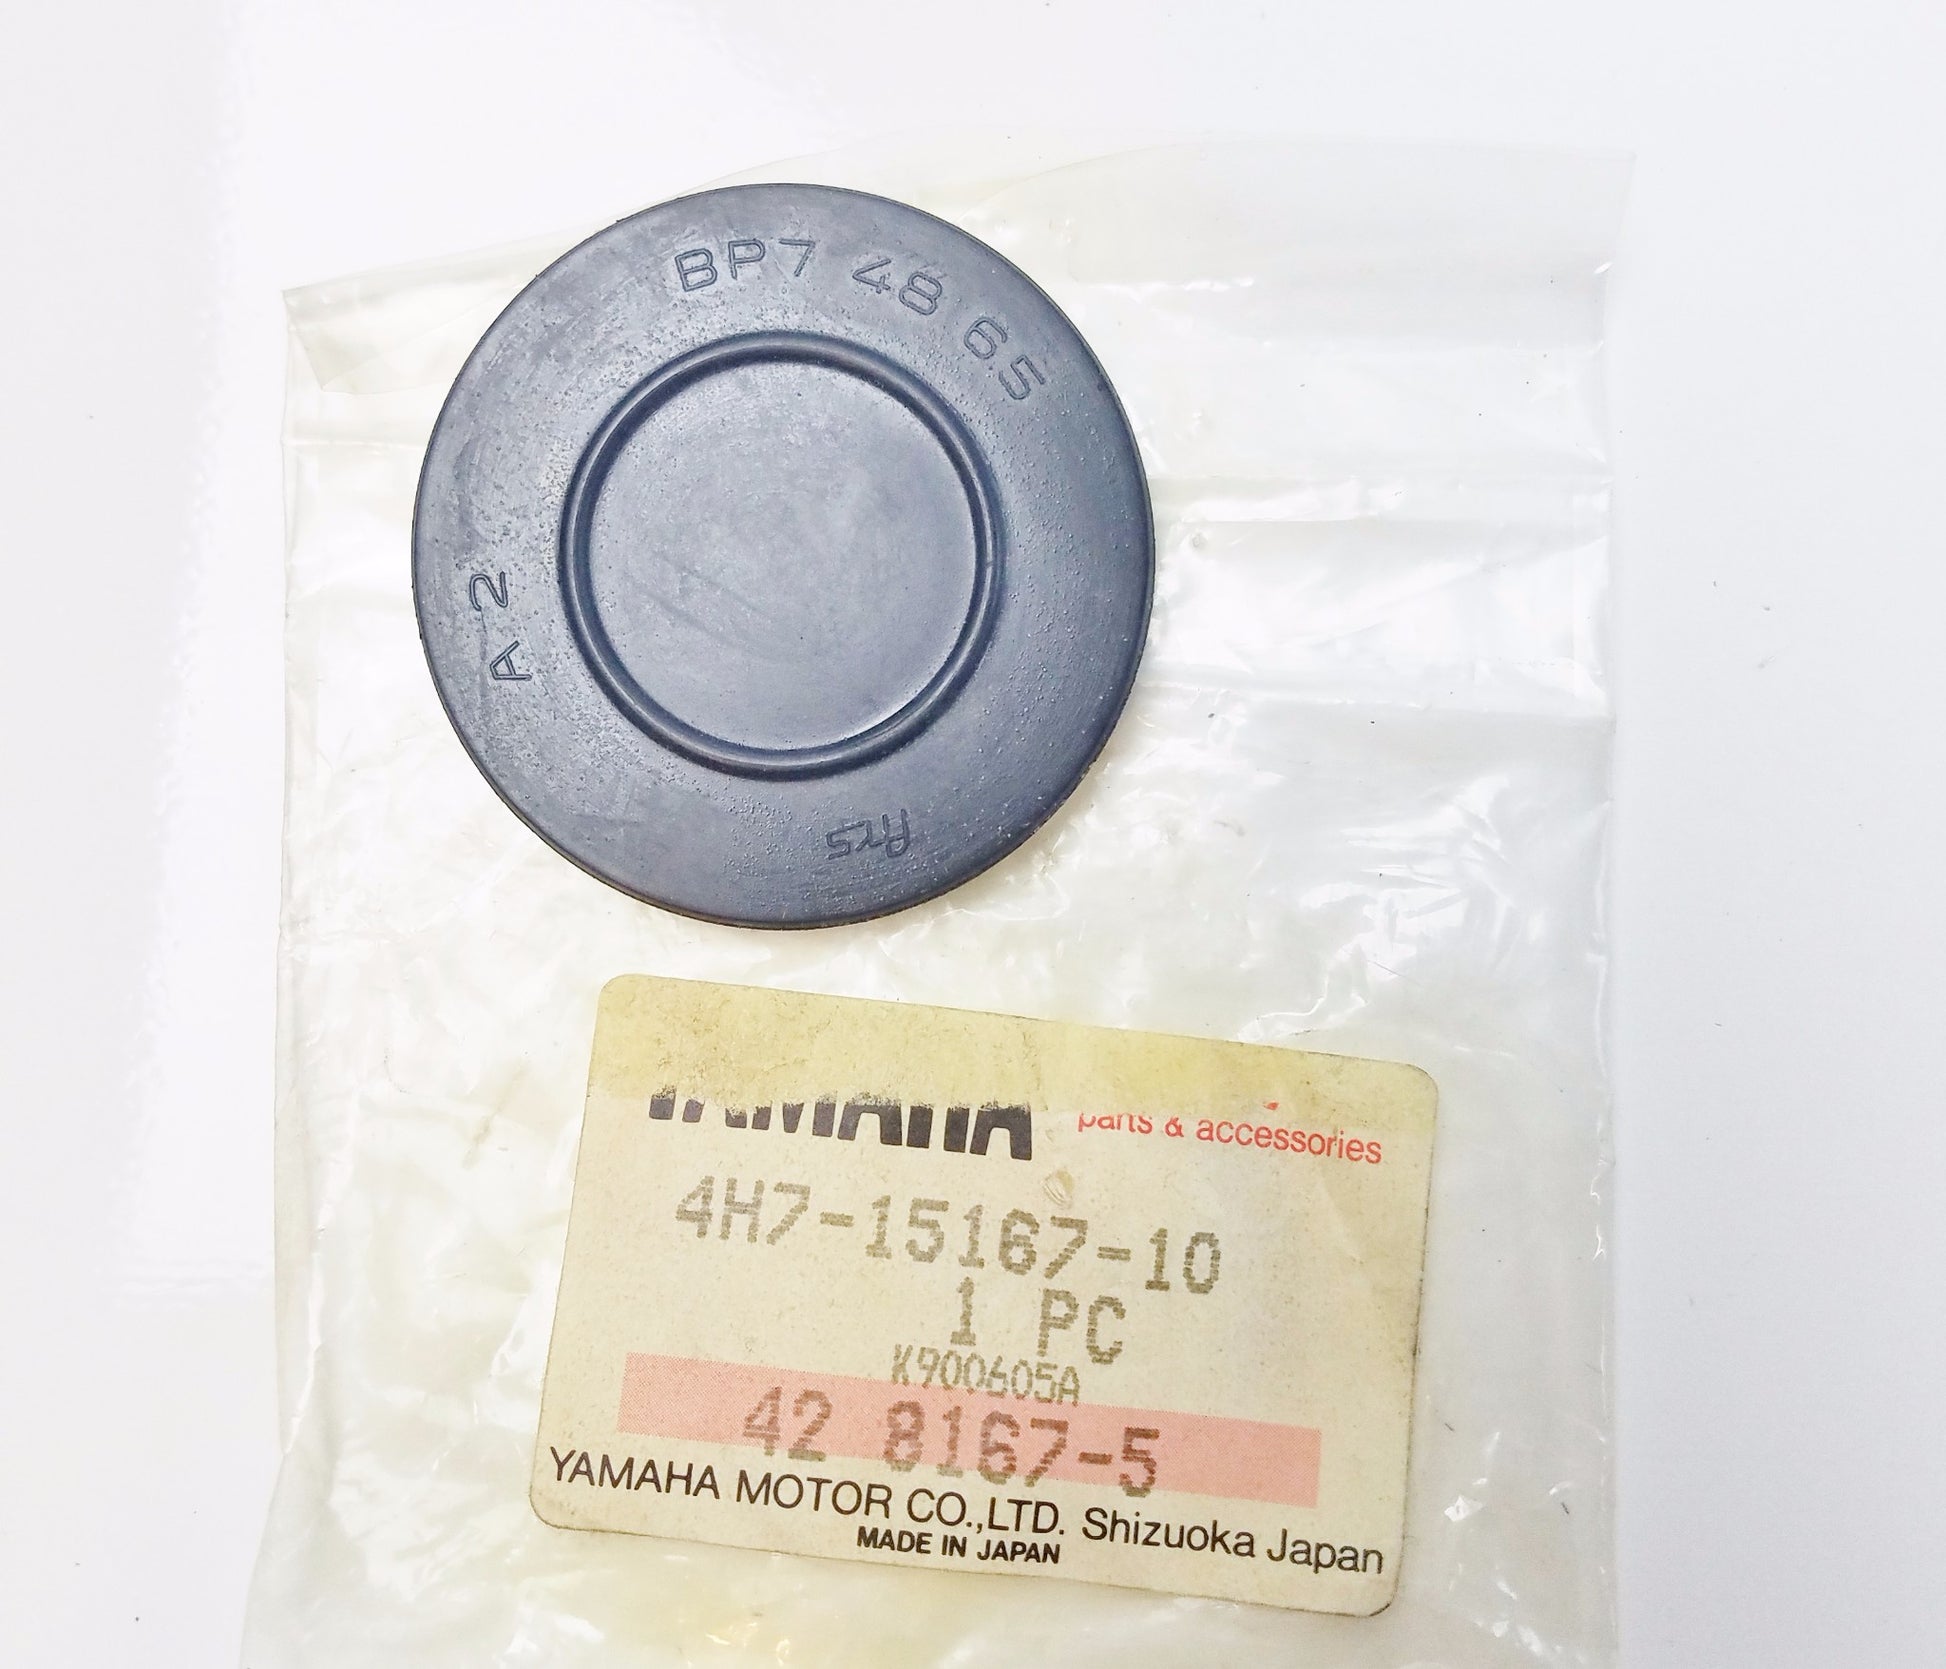 BP7 48 65
A2
Ars
YAMAHA parts & accessories
4H7-15167-10
1 PC
K900605A
42 8167-5
YAMAHA MOTOR CO.,LTD. Shizuoka Japan
MADE IN JAPAN